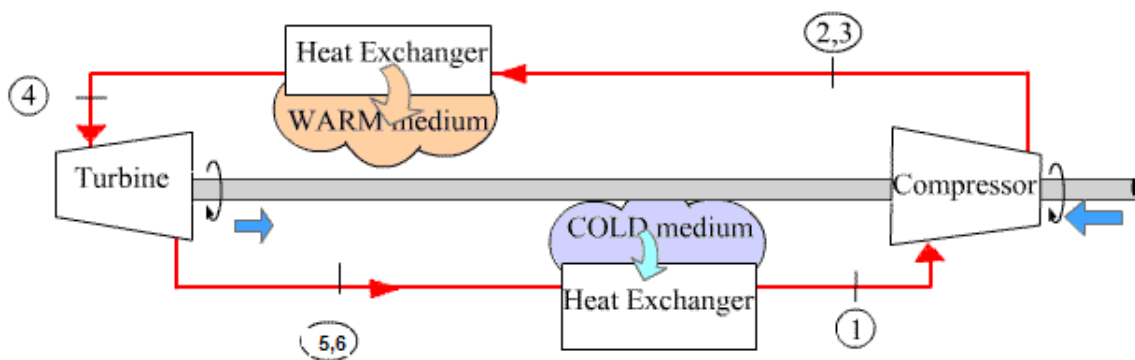 2,3
Heat Exchanger
4
WARM medium
Turbine
Compressor
COLD medium
Heat Exchanger
1
5,6